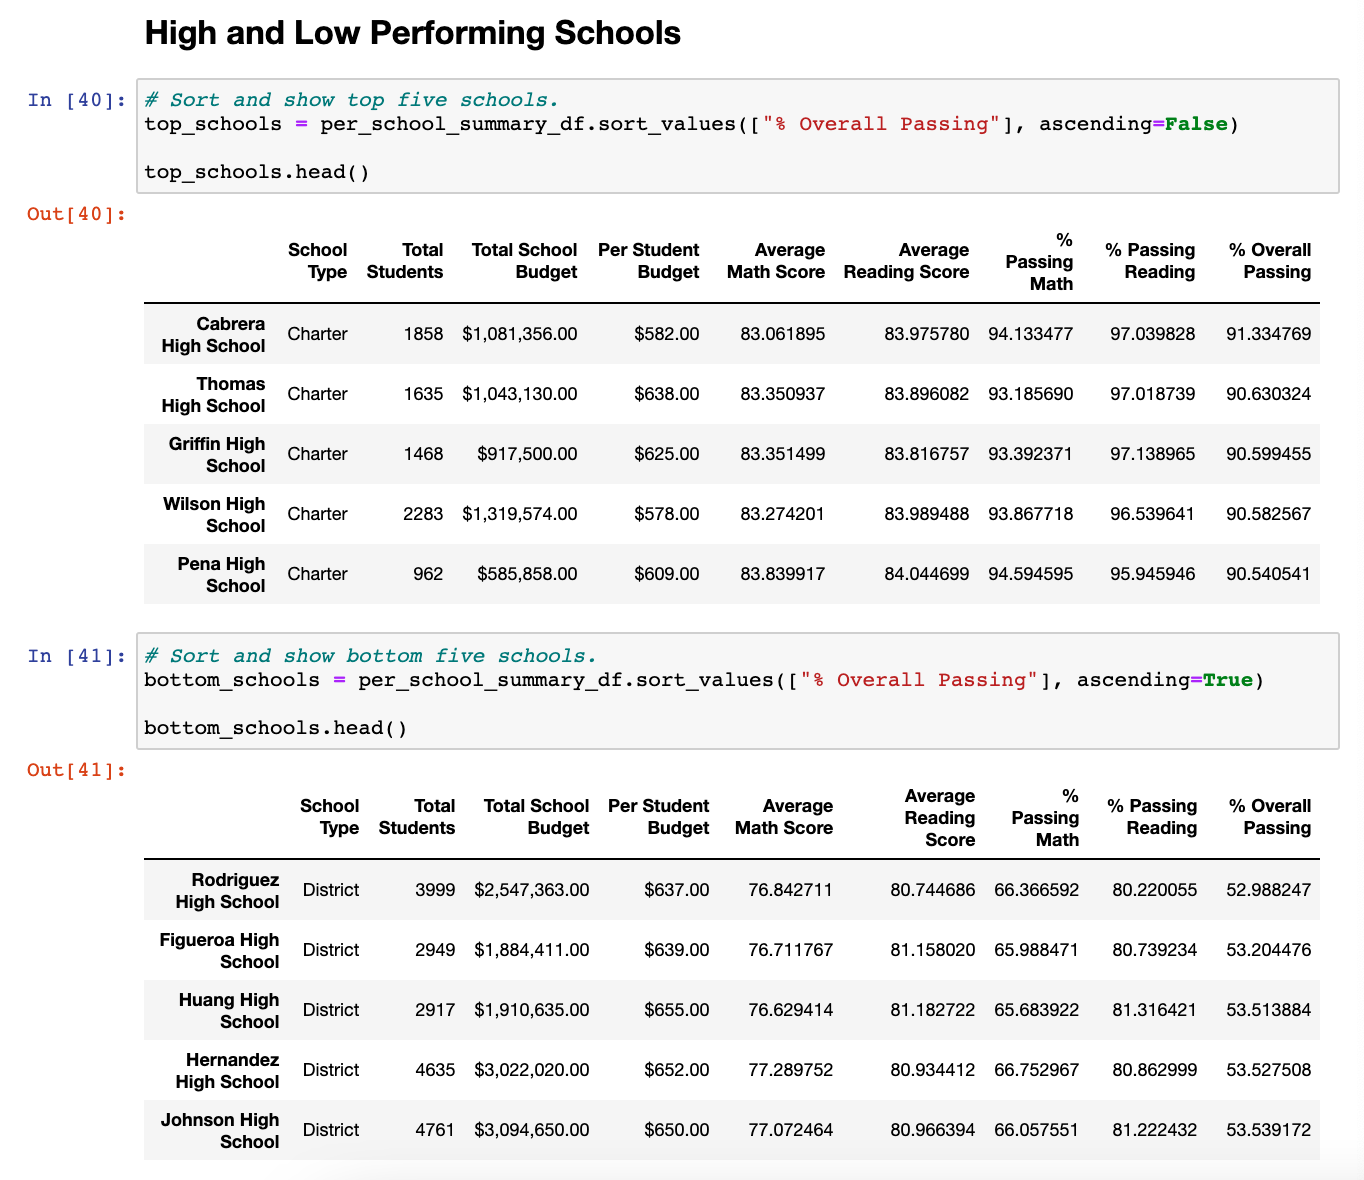 High and Low Performing Schools
In [40]:
# Sort and show top five schools.
top_schools = per_school_summary_df.sort_values(["% Overall Passing"], ascending=False)
top_schools.head()
Out[40]:
School Type Total Students Total School Budget Per Student Budget Average Math Score Average Reading Score % Passing Math % Passing Reading % Overall Passing
Cabrera High School Charter 1858 $1,081,356.00 $582.00 83.061895 83.975780 94.133477 97.039828 91.334769
Thomas High School Charter 1635 $1,043,130.00 $638.00 83.350937 83.896082 93.185690 97.018739 90.630324
Griffin High School Charter 1468 $917,500.00 $625.00 83.351499 83.816757 93.392371 97.138965 90.599455
Wilson High School Charter 2283 $1,319,574.00 $578.00 83.274201 83.989488 93.867718 96.539641 90.582567
Pena High School Charter 962 $585,858.00 $609.00 83.839917 84.044699 94.594595 95.945946 90.540541
In [41]:
# Sort and show bottom five schools.
bottom_schools = per_school_summary_df.sort_values(["% Overall Passing"], ascending=True)
bottom_schools.head()
Out[41]:
School Type Total Students Total School Budget Per Student Budget Average Math Score Average Reading Score % Passing Math % Passing Reading % Overall Passing
Rodriguez High School District 3999 $2,547,363.00 $637.00 76.842711 80.744686 66.366592 80.220055 52.988247
Figueroa High School District 2949 $1,884,411.00 $639.00 76.711767 81.158020 65.988471 80.739234 53.204476
Huang High School District 2917 $1,910,635.00 $655.00 76.629414 81.182722 65.683922 81.316421 53.513884
Hernandez High School District 4635 $3,022,020.00 $652.00 77.289752 80.934412 66.752967 80.862999 53.527508
Johnson High School District 4761 $3,094,650.00 $650.00 77.072464 80.966394 66.057551 81.222432 53.539172